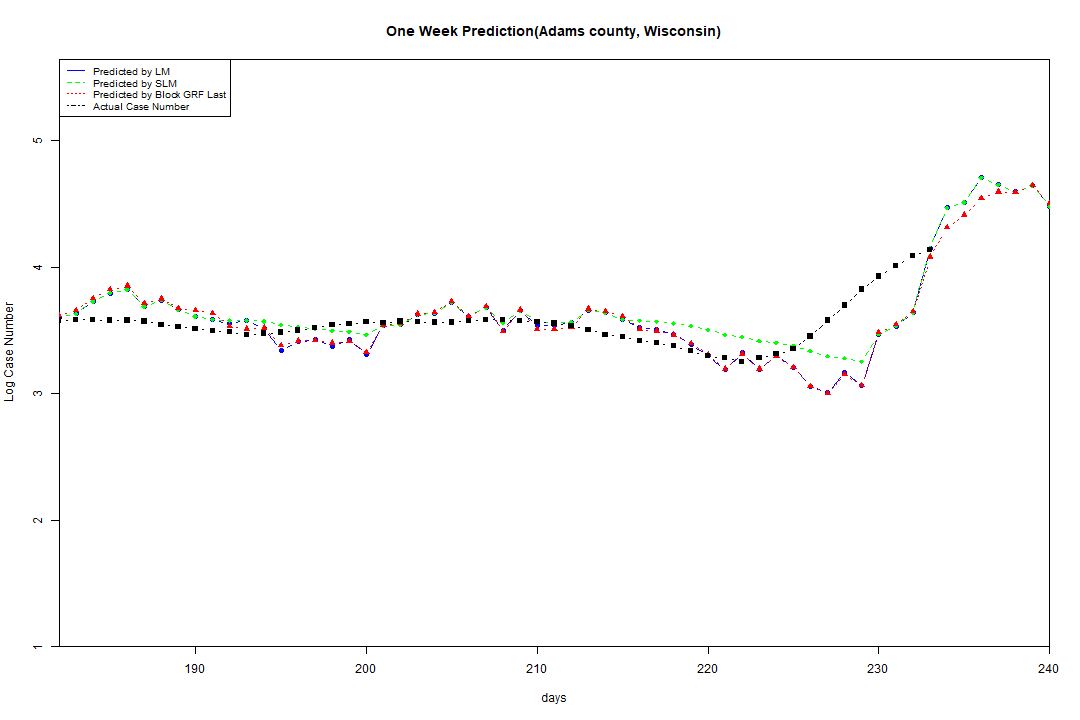 One Week Prediction(Adams county, Wisconsin)
Predicted by LM
Predicted by SLM
Predicted by Block GRF Last
Actual Case Number
5
4
3
2
1
Log Case Number
190 200 210 220 230 240
days